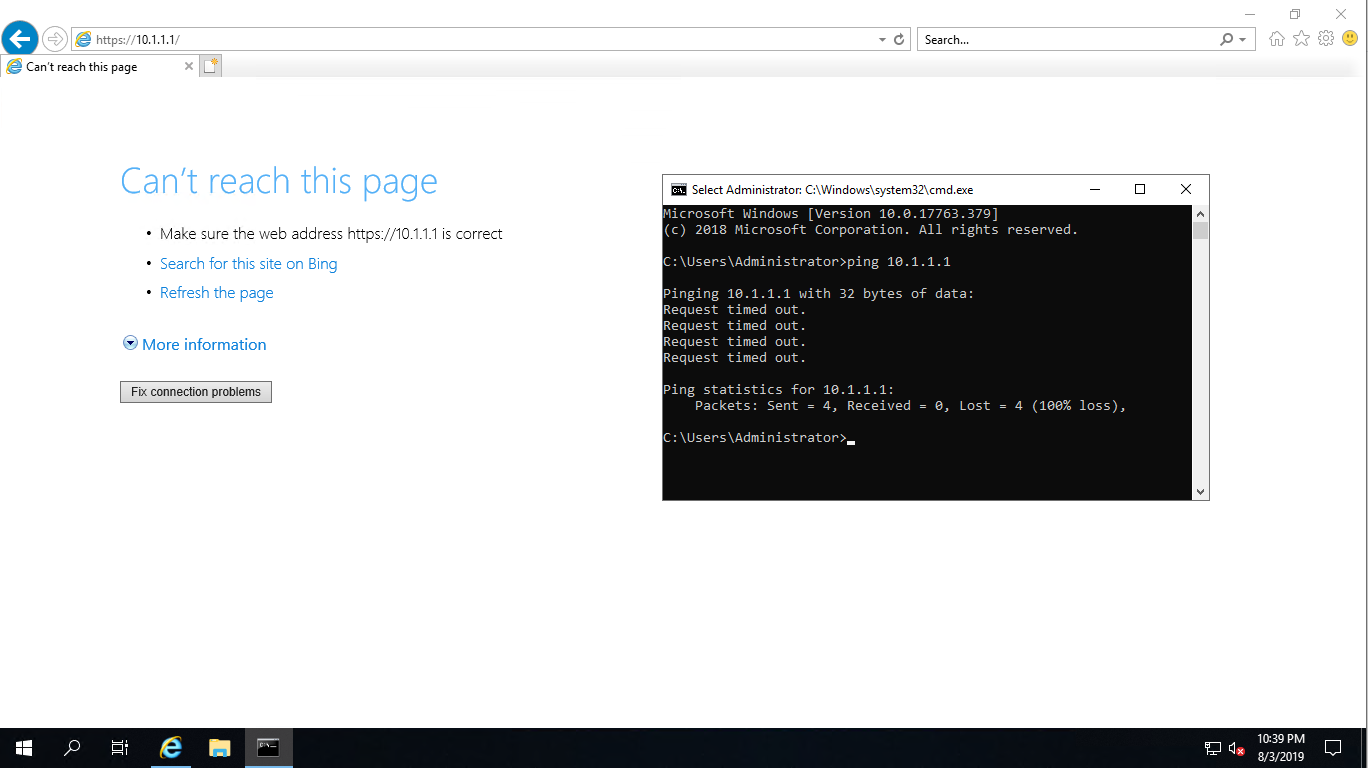 https://10.1.1.1/
Search...
Can't reach this page
Can't reach this page
• Make sure the web address https://10.1.1.1 is correct
• Search for this site on Bing
• Refresh the page
More information
Fix connection problems
Select Administrator: C:\Windows\system32\cmd.exe
Microsoft Windows [Version 10.0.17763.379]
(c) 2018 Microsoft Corporation. All rights reserved.
C:\Users\Administrator>ping 10.1.1.1
Pinging 10.1.1.1 with 32 bytes of data:
Request timed out.
Request timed out.
Request timed out.
Request timed out.
Ping statistics for 10.1.1.1:
Packets: Sent = 4, Received = 0, Lost = 4 (100% loss),
C:\Users\Administrator>
10:39 PM
8/3/2019